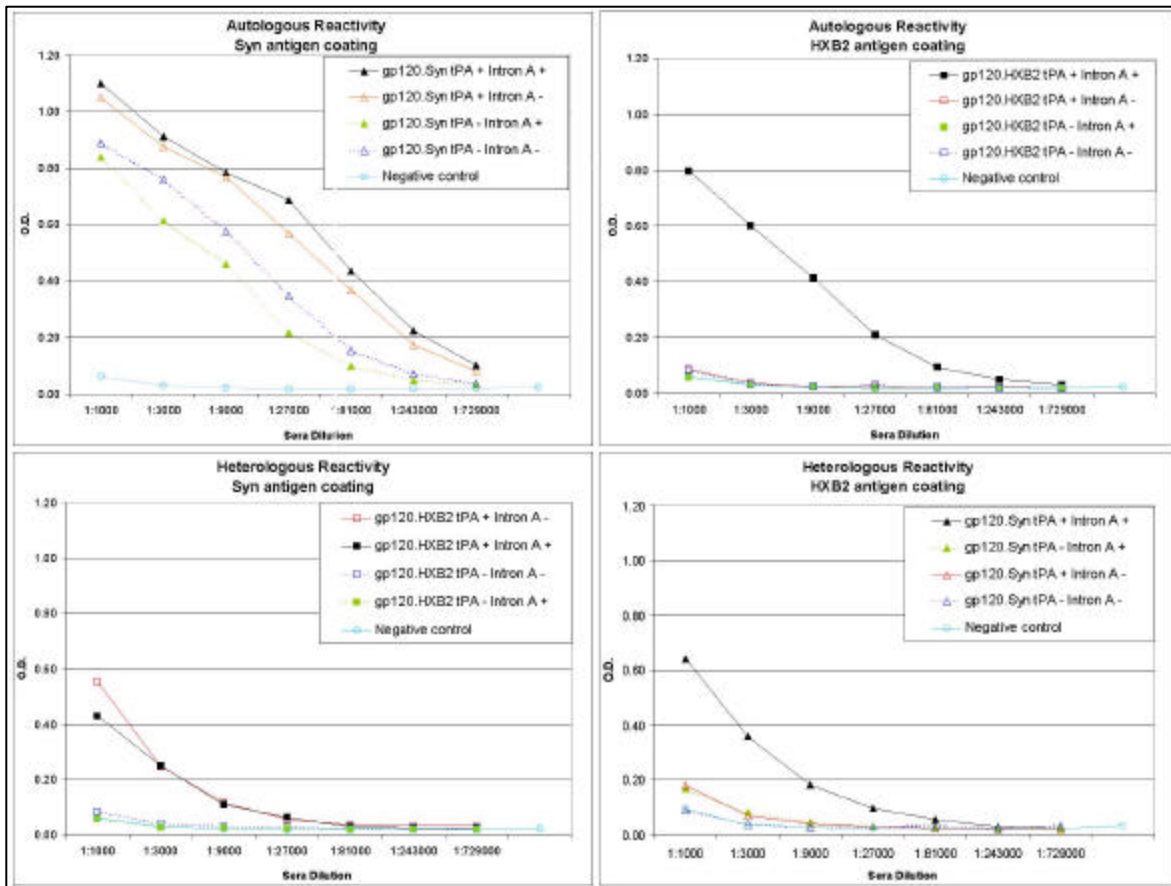 Autologous Reactivity
Syn antigen coating
1.20
1.00
0.80
0.60
0.40
0.20
0.00
O.D.
gp120.Syn tPA + Intron A +
gp120.Syn tPA + Intron A -
gp120.Syn tPA - Intron A +
gp120.Syn tPA - Intron A -
Negative control
1:1000 1:3000 1:9000 1:27000 1:81000 1:243000 1:729000
Sera Dilution
Autologous Reactivity
HXB2 antigen coating
1.20
1.00
0.80
0.60
0.40
0.20
0.00
O.D.
gp120.HXB2 tPA + Intron A +
gp120.HXB2 tPA + Intron A -
gp120.HXB2 tPA - Intron A +
gp120.HXB2 tPA - Intron A -
Negative control
1:1000 1:3000 1:9000 1:27000 1:81000 1:243000 1:729000
Sera Dilution
Heterologous Reactivity
Syn antigen coating
1.20
1.00
0.80
0.60
0.40
0.20
0.00
O.D.
gp120.HXB2 tPA + Intron A -
gp120.HXB2 tPA + Intron A +
gp120.HXB2 tPA - Intron A -
gp120.HXB2 tPA - Intron A +
Negative control
1:1000 1:3000 1:9000 1:27000 1:81000 1:243000 1:729000
Sera Dilution
Heterologous Reactivity
HXB2 antigen coating
1.20
1.00
0.80
0.60
0.40
0.20
0.00
O.D.
gp120.Syn tPA + Intron A +
gp120.Syn tPA - Intron A +
gp120.Syn tPA + Intron A -
gp120.Syn tPA - Intron A -
Negative control
1:1000 1:3000 1:9000 1:27000 1:81000 1:243000 1:729000
Sera Dilution